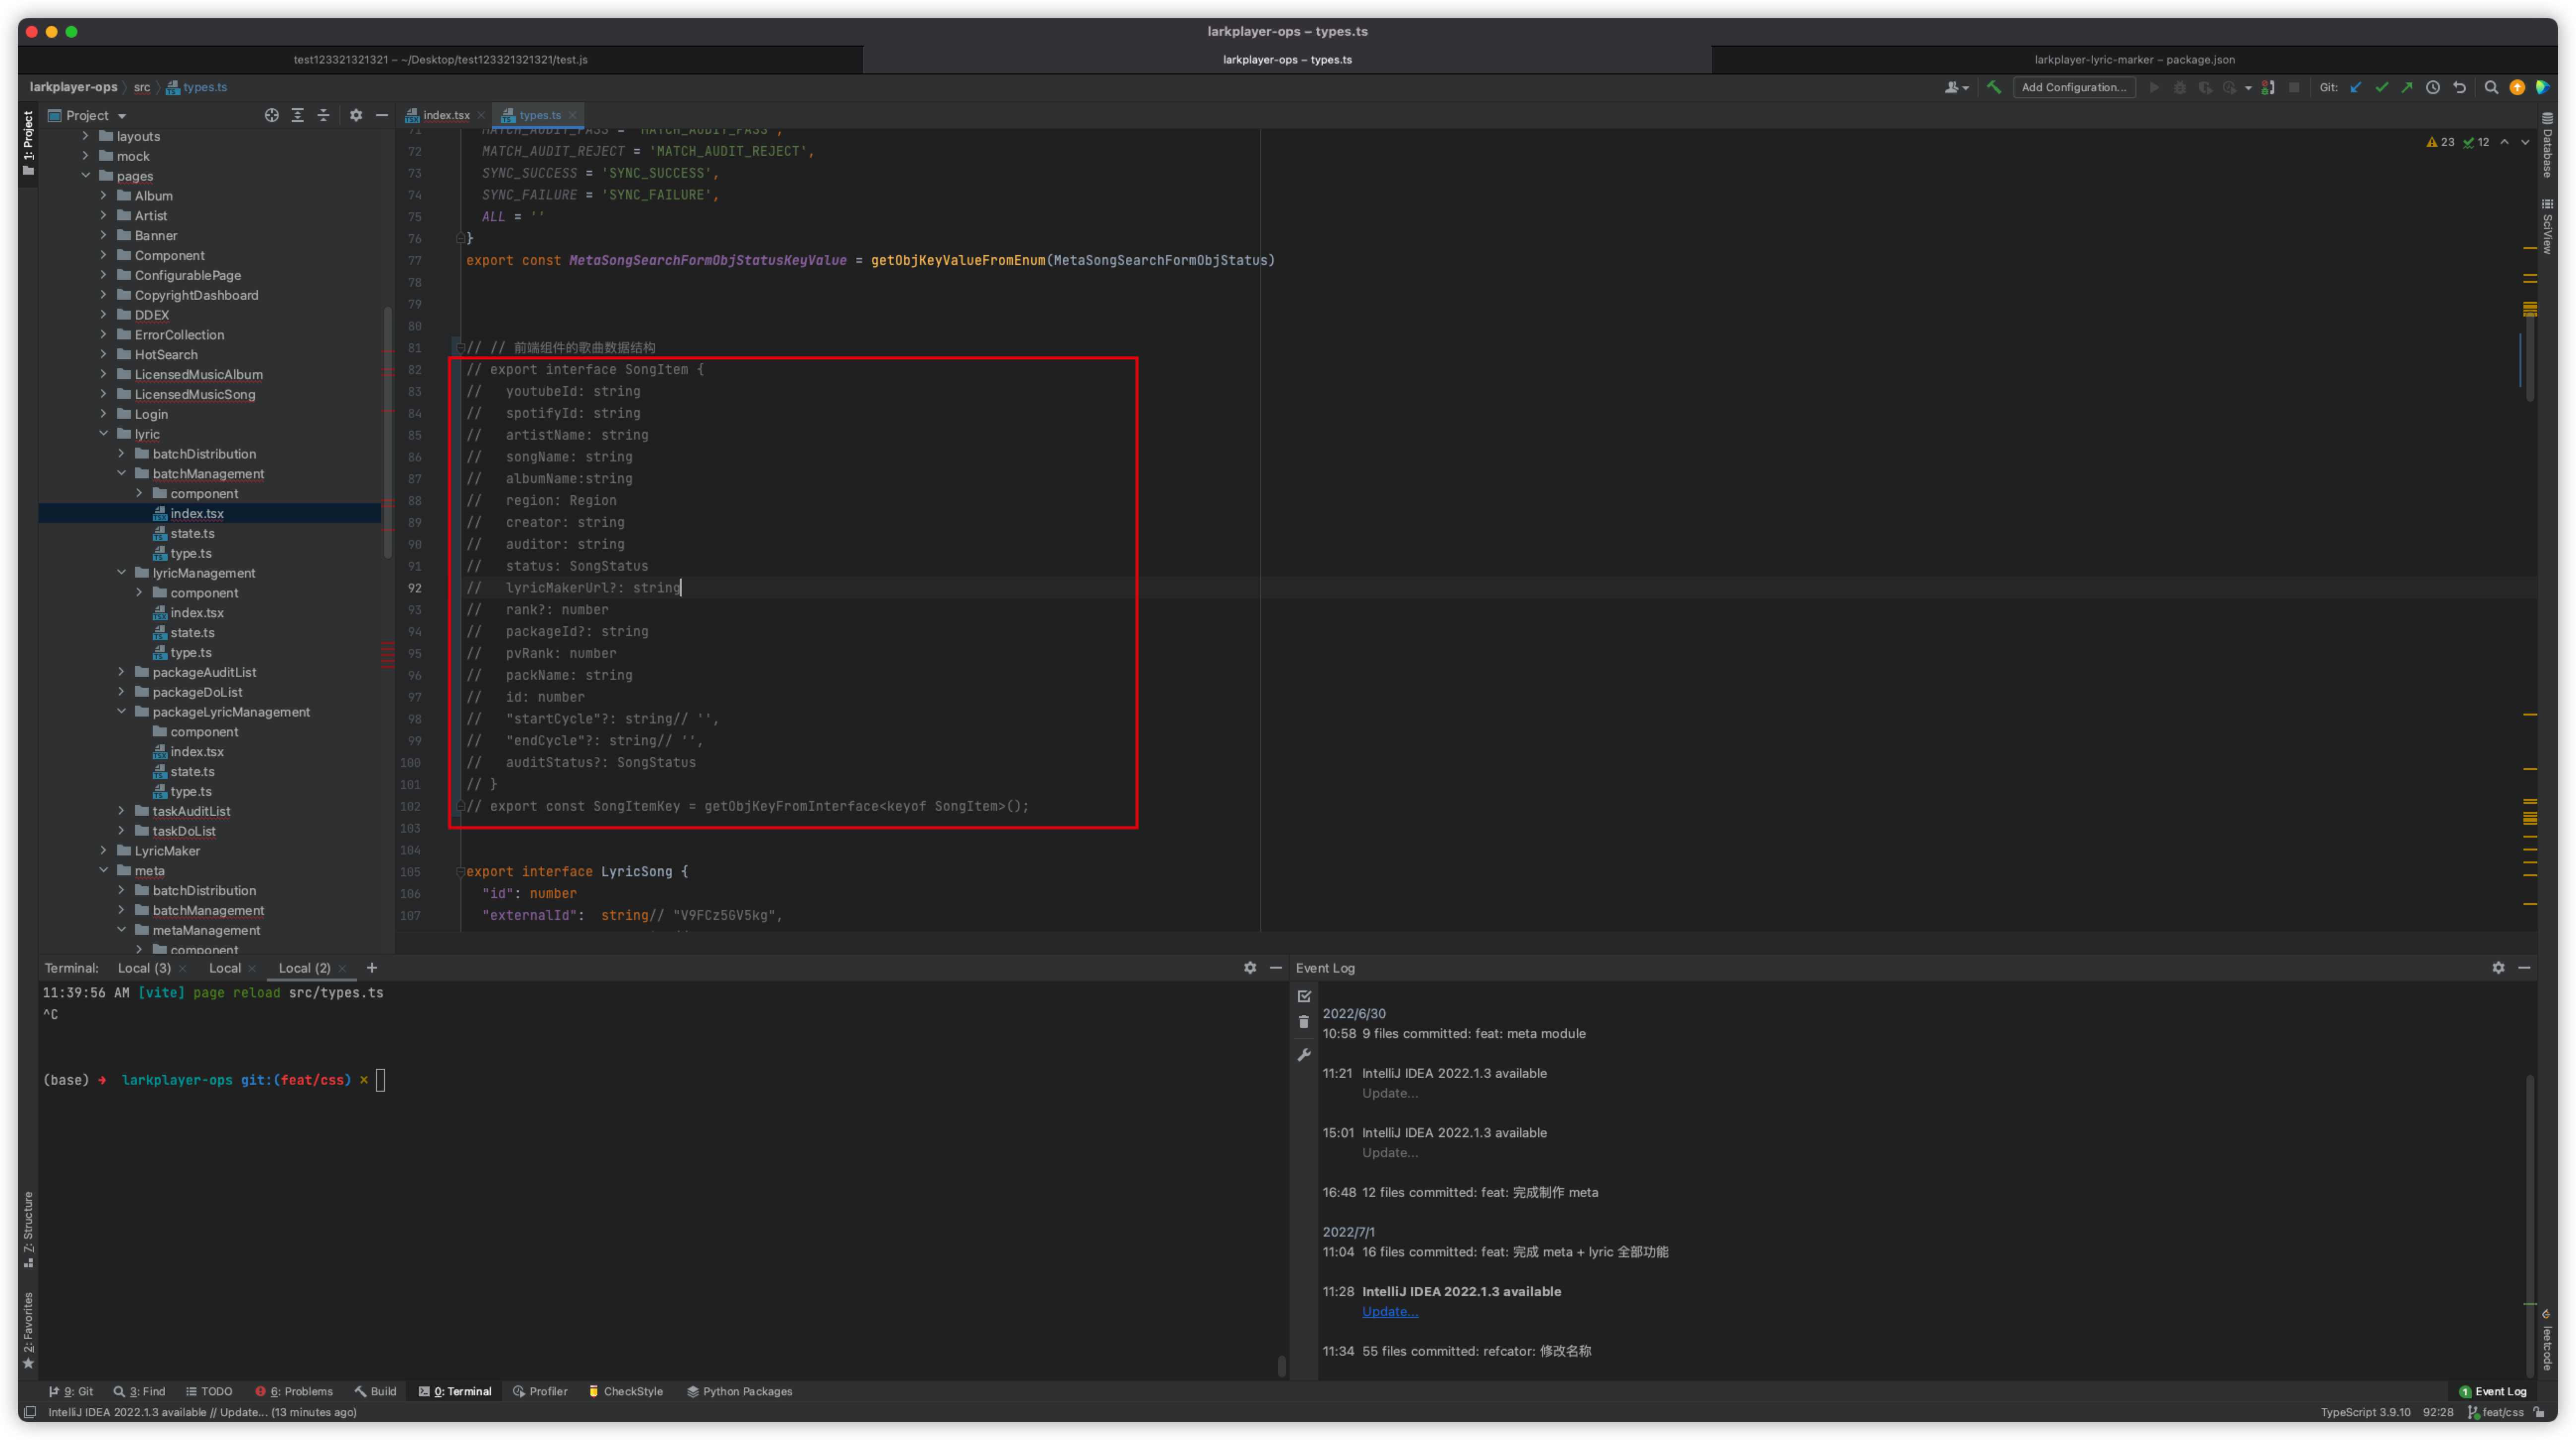 larkplayer-ops – types.ts
test123321321321 – ~/Desktop/test123321321321/test.js
larkplayer-ops – types.ts
larkplayer-lyric-marker – package.json
larkplayer-ops src types.ts
Add Configuration...
Git:
1: Project
Project
layouts
mock
pages
Album
Artist
Banner
Component
ConfigurablePage
CopyrightDashboard
DDEX
ErrorCollection
HotSearch
LicensedMusicAlbum
LicensedMusicSong
Login
lyric
batchDistribution
batchManagement
component
index.tsx
state.ts
type.ts
lyricManagement
component
index.tsx
state.ts
type.ts
packageAuditList
packageDoList
packageLyricManagement
component
index.tsx
state.ts
type.ts
taskAuditList
taskDoList
LyricMaker
meta
batchDistribution
batchManagement
metaManagement
component
index.tsx
types.ts
23 12
71 MATCH_AUDIT_PASS = 'MATCH_AUDIT_PASS',
72 MATCH_AUDIT_REJECT = 'MATCH_AUDIT_REJECT',
73 SYNC_SUCCESS = 'SYNC_SUCCESS',
74 SYNC_FAILURE = 'SYNC_FAILURE',
75 ALL = ''
76 }
77 export const MetaSongSearchFormObjStatusKeyValue = getObjKeyValueFromEnum(MetaSongSearchFormObjStatus)
78
79
80
81 // // 前端组件的歌曲数据结构
82 // export interface SongItem {
83 //   youtubeId: string
84 //   spotifyId: string
85 //   artistName: string
86 //   songName: string
87 //   albumName:string
88 //   region: Region
89 //   creator: string
90 //   auditor: string
91 //   status: SongStatus
92 //   lyricMakerUrl?: string
93 //   rank?: number
94 //   packageId?: string
95 //   pvRank: number
96 //   packName: string
97 //   id: number
98 //   "startCycle"?: string// '',
99 //   "endCycle"?: string// '',
100 //   auditStatus?: SongStatus
101 // }
102 // export const SongItemKey = getObjKeyFromInterface<keyof SongItem>();
103
104
105 export interface LyricSong {
106 "id": number
107 "externalId":  string// "V9FCz5GV5kg",
Database
SciView
Terminal: Local (3) Local Local (2) +
11:39:56 AM [vite] page reload src/types.ts
^C
(base) ➜ larkplayer-ops git:(feat/css) ×
Event Log
2022/6/30
10:58 9 files committed: feat: meta module
11:21 IntelliJ IDEA 2022.1.3 available
Update...
15:01 IntelliJ IDEA 2022.1.3 available
Update...
16:48 12 files committed: feat: 完成制作 meta
2022/7/1
11:04 16 files committed: feat: 完成 meta + lyric 全部功能
11:28 IntelliJ IDEA 2022.1.3 available
Update...
11:34 55 files committed: refcator: 修改名称
7: Structure
2: Favorites
leetcode
9: Git 3: Find TODO 6: Problems Build 0: Terminal Profiler CheckStyle Python Packages
1 Event Log
IntelliJ IDEA 2022.1.3 available // Update... (13 minutes ago)
TypeScript 3.9.10 92:28 feat/css